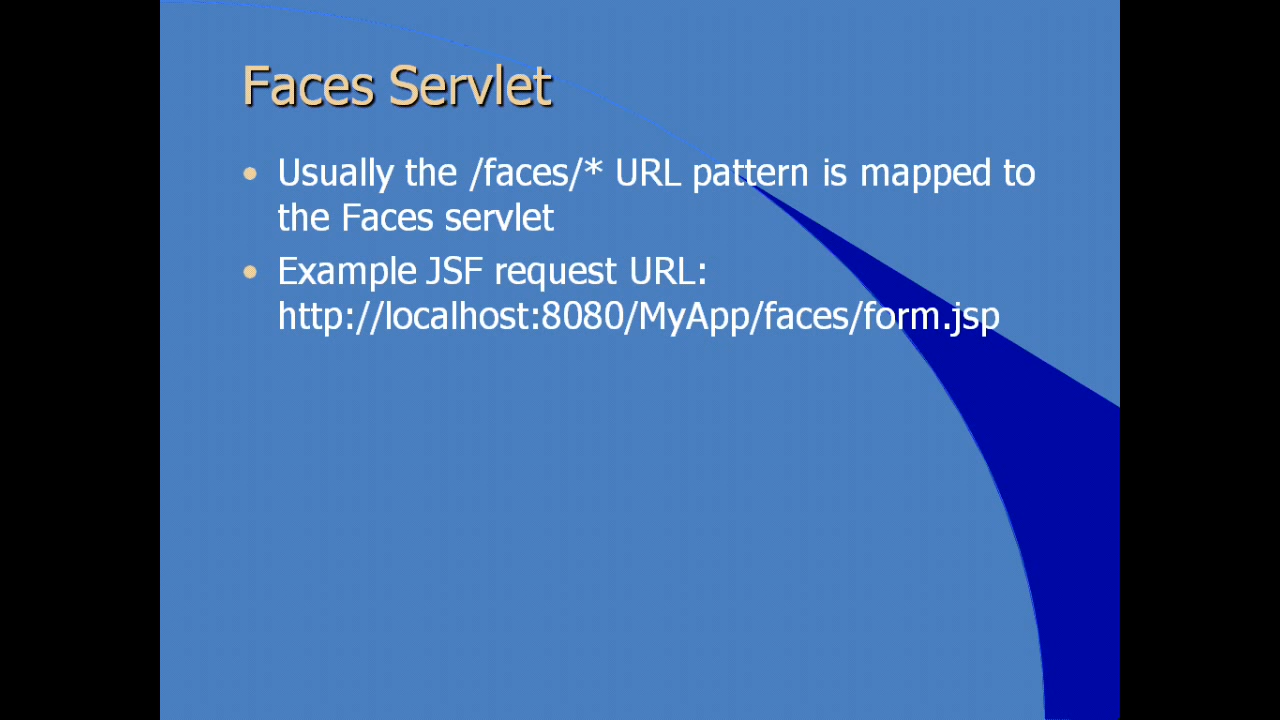 Faces Servlet
• Usually the /faces/* URL pattern is mapped to
the Faces servlet
• Example JSF request URL:
http://localhost:8080/MyApp/faces/form.jsp